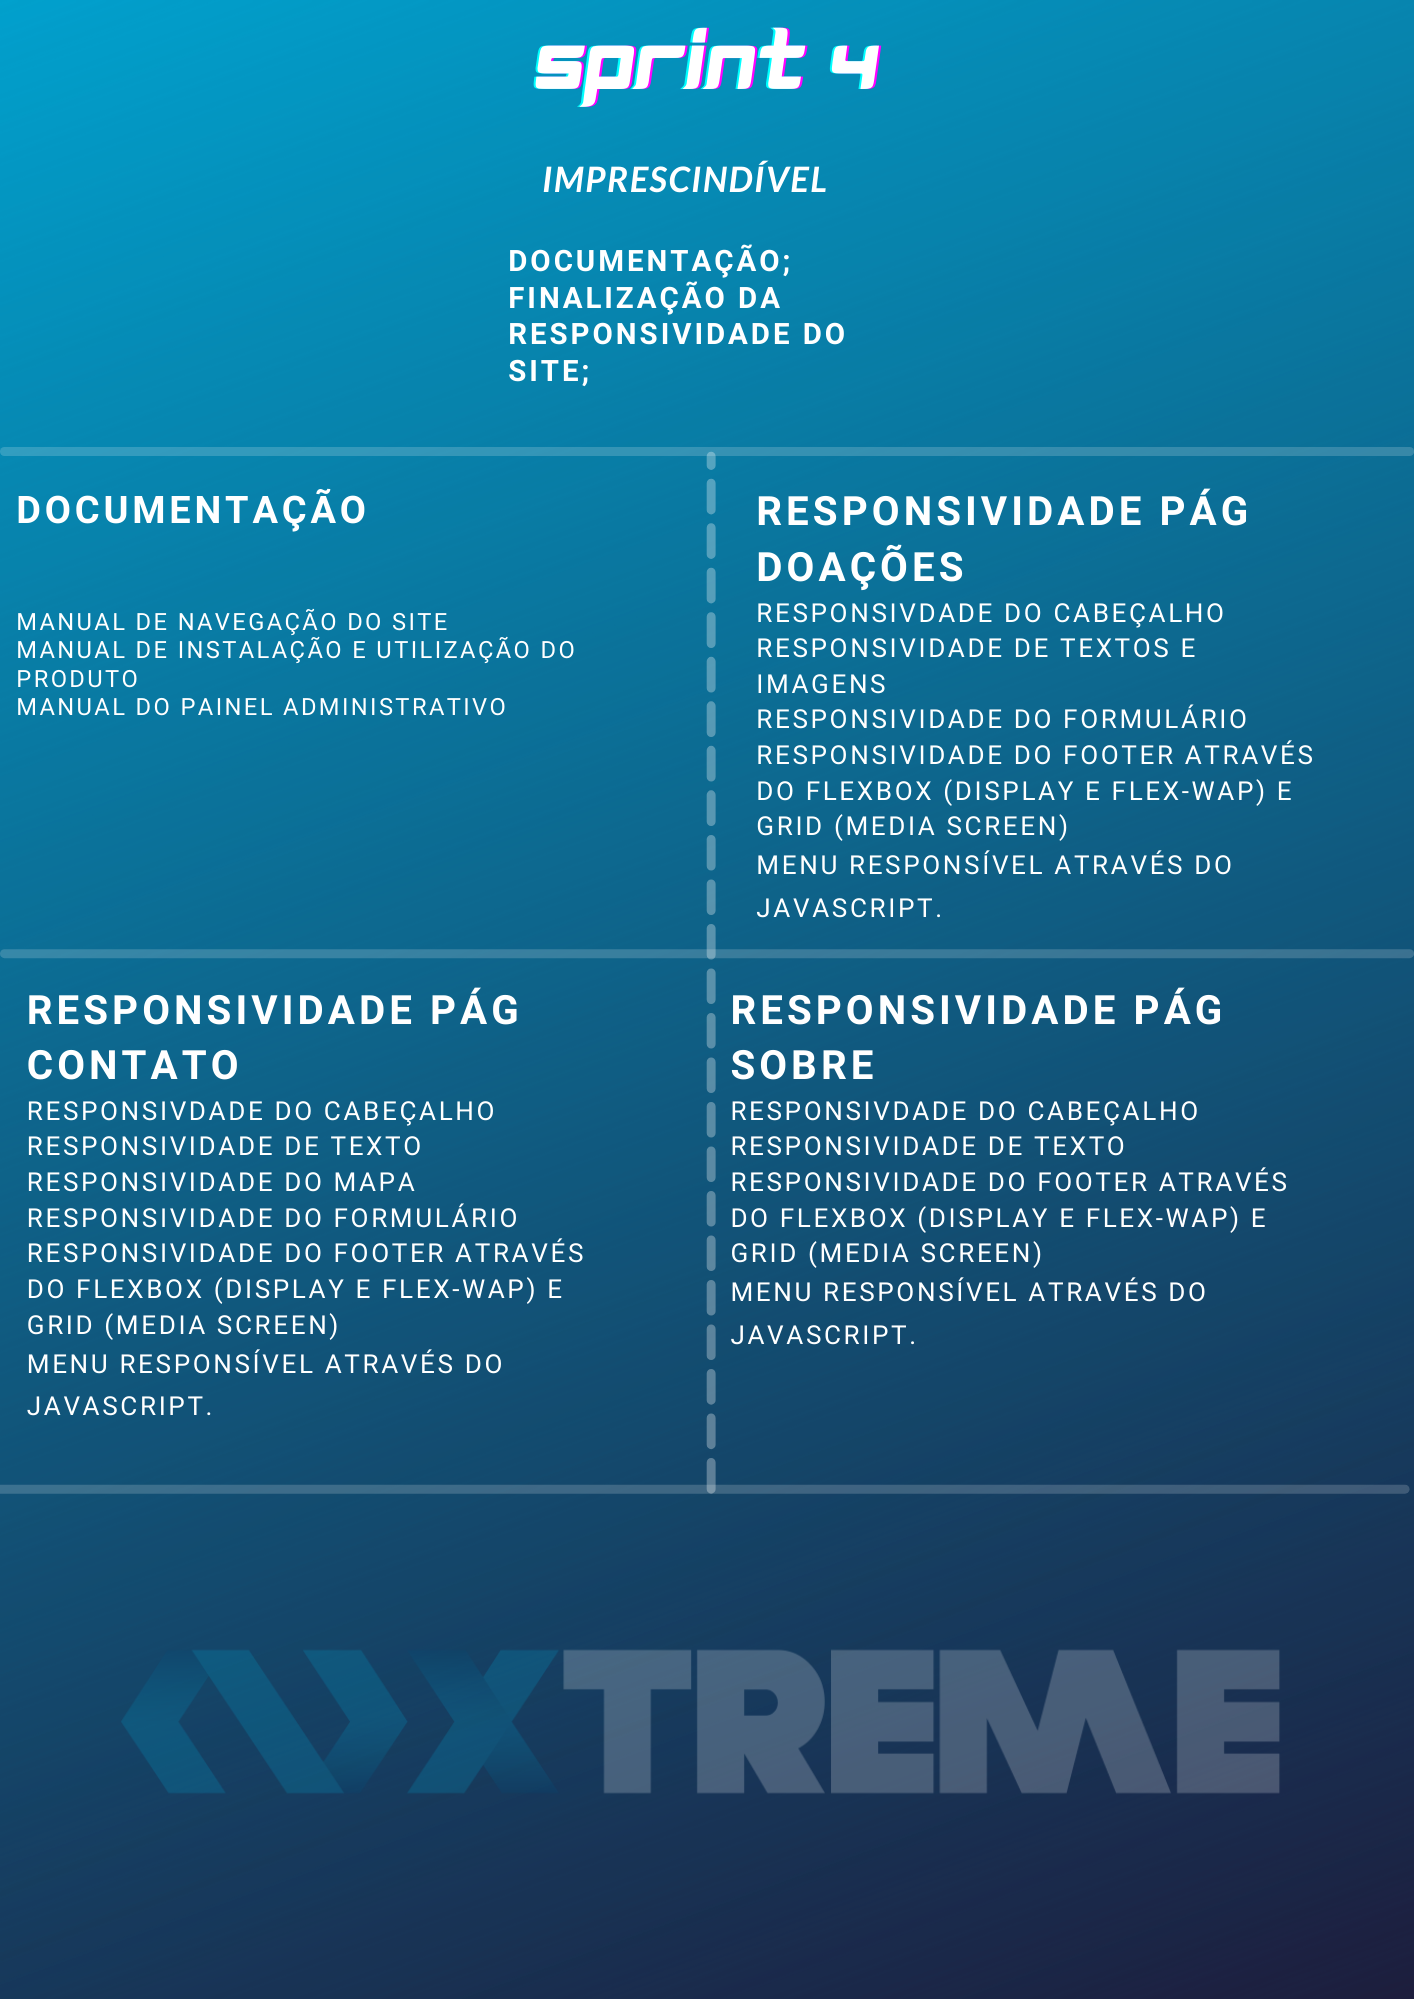 sprint 4
IMPRESCINDÍVEL
DOCUMENTAÇÃO;
FINALIZAÇÃO DA
RESPONSIVIDADE DO
SITE;
DOCUMENTAÇÃO
MANUAL DE NAVEGAÇÃO DO SITE
MANUAL DE INSTALAÇÃO E UTILIZAÇÃO DO
PRODUTO
MANUAL DO PAINEL ADMINISTRATIVO
RESPONSIVIDADE PÁG
DOAÇÕES
RESPONSIVDADE DO CABEÇALHO
RESPONSIVIDADE DE TEXTOS E
IMAGENS
RESPONSIVIDADE DO FORMULÁRIO
RESPONSIVIDADE DO FOOTER ATRAVÉS
DO FLEXBOX (DISPLAY E FLEX-WAP) E
GRID (MEDIA SCREEN)
MENU RESPONSÍVEL ATRAVÉS DO
JAVASCRIPT.
RESPONSIVIDADE PÁG
CONTATO
RESPONSIVDADE DO CABEÇALHO
RESPONSIVIDADE DE TEXTO
RESPONSIVIDADE DO MAPA
RESPONSIVIDADE DO FORMULÁRIO
RESPONSIVIDADE DO FOOTER ATRAVÉS
DO FLEXBOX (DISPLAY E FLEX-WAP) E
GRID (MEDIA SCREEN)
MENU RESPONSÍVEL ATRAVÉS DO
JAVASCRIPT.
RESPONSIVIDADE PÁG
SOBRE
RESPONSIVDADE DO CABEÇALHO
RESPONSIVIDADE DE TEXTO
RESPONSIVIDADE DO FOOTER ATRAVÉS
DO FLEXBOX (DISPLAY E FLEX-WAP) E
GRID (MEDIA SCREEN)
MENU RESPONSÍVEL ATRAVÉS DO
JAVASCRIPT.
XTREME